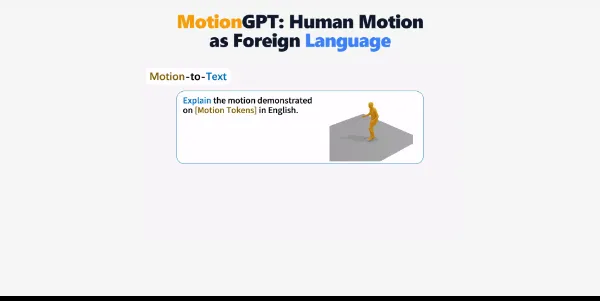 MotionGPT: Human Motion
as Foreign Language
Motion-to-Text
Explain the motion demonstrated
on [Motion Tokens] in English.